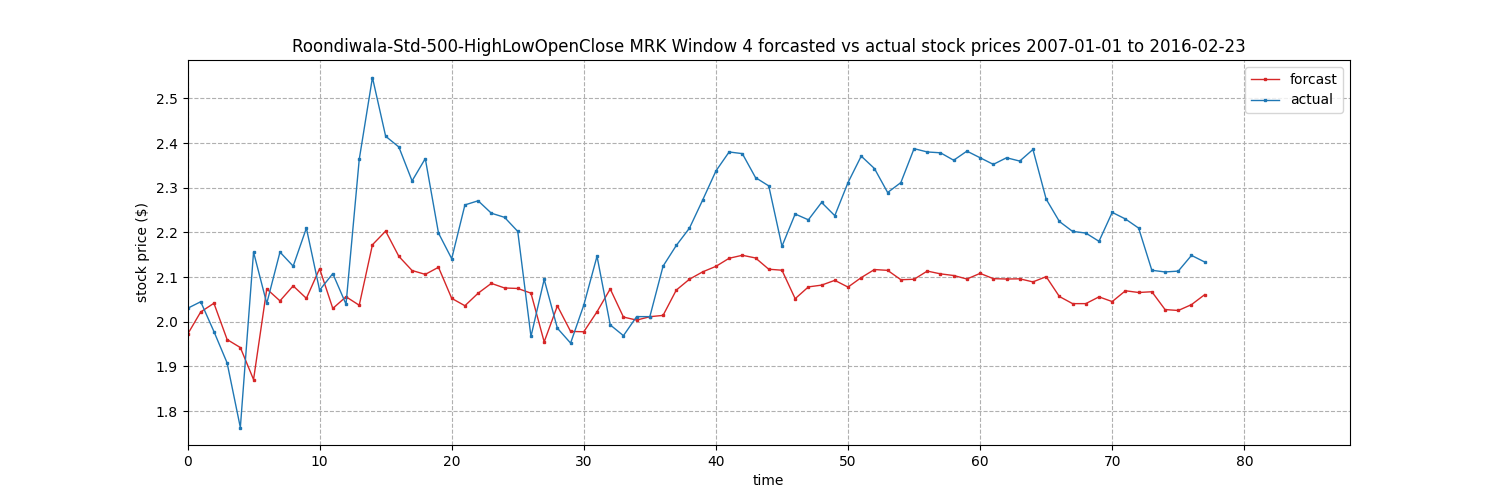 Roondiwala-Std-500-HighLowOpenClose MRK Window 4 forcasted vs actual stock prices 2007-01-01 to 2016-02-23
forcast
actual
stock price ($)
2.5
2.4
2.3
2.2
2.1
2.0
1.9
1.8
0 10 20 30 40 50 60 70 80
time